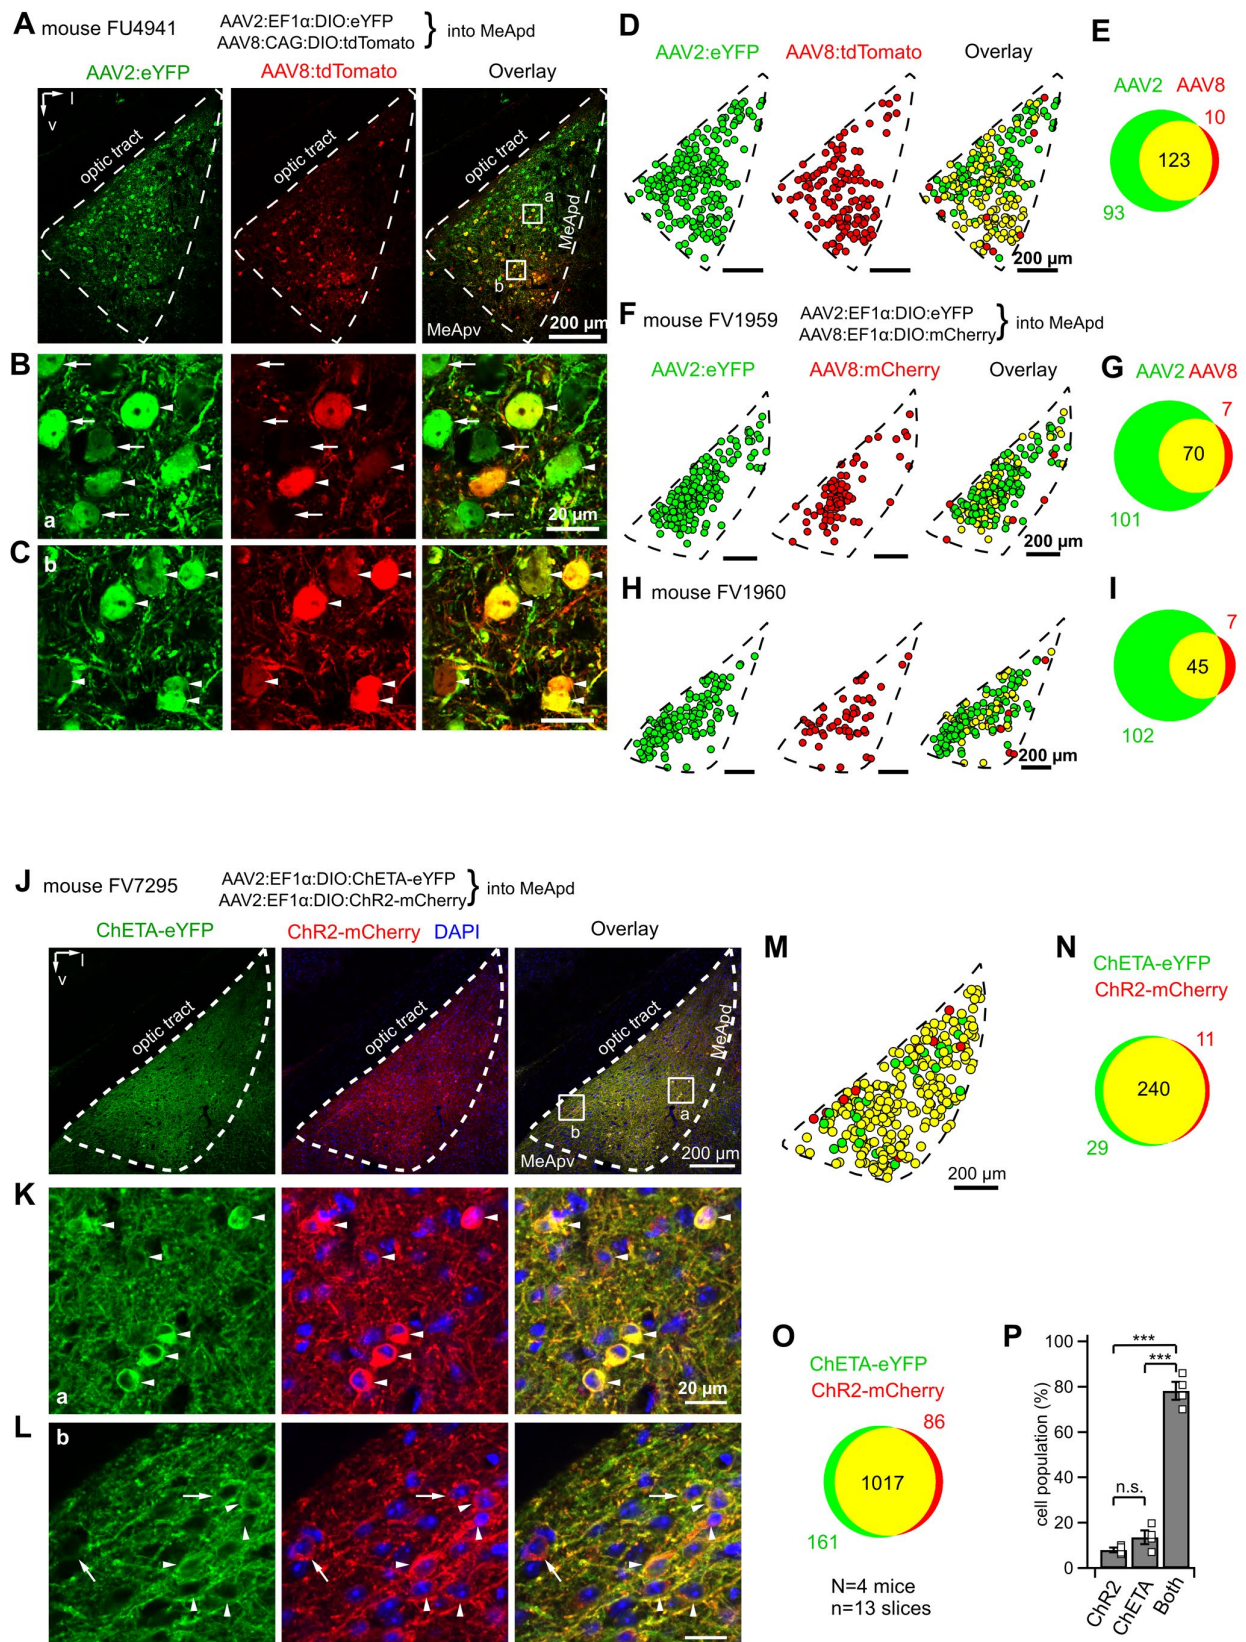 A mouse FU4941
AAV2:EF1α:DIO:eYFP
AAV8:CAG:DIO:tdTomato
} into MeApd
AAV2:eYFP AAV8:tdTomato Overlay
l
v
optic tract
optic tract
optic tract
a
b
MeApd
MeApv
200 µm
B
a
20 µm
C
b
D
AAV2:eYFP AAV8:tdTomato Overlay
200 µm
E
AAV2 AAV8
10
123
93
F mouse FV1959
AAV2:EF1α:DIO:eYFP
AAV8:EF1α:DIO:mCherry
} into MeApd
AAV2:eYFP AAV8:mCherry Overlay
200 µm
G
AAV2 AAV8
7
70
101
H mouse FV1960
200 µm
I
7
45
102
J mouse FV7295
AAV2:EF1α:DIO:ChETA-eYFP
AAV2:EF1α:DIO:ChR2-mCherry
} into MeApd
ChETA-eYFP ChR2-mCherry DAPI Overlay
l
v
optic tract
optic tract
optic tract
MeApd
a
b
MeApv
200 µm
K
a
20 µm
L
b
M
200 µm
N
ChETA-eYFP
ChR2-mCherry
11
240
29
O
ChETA-eYFP
ChR2-mCherry
86
1017
161
N=4 mice
n=13 slices
P
cell population (%)
100
80
60
40
20
0
***
***
n.s.
ChR2
ChETA
Both